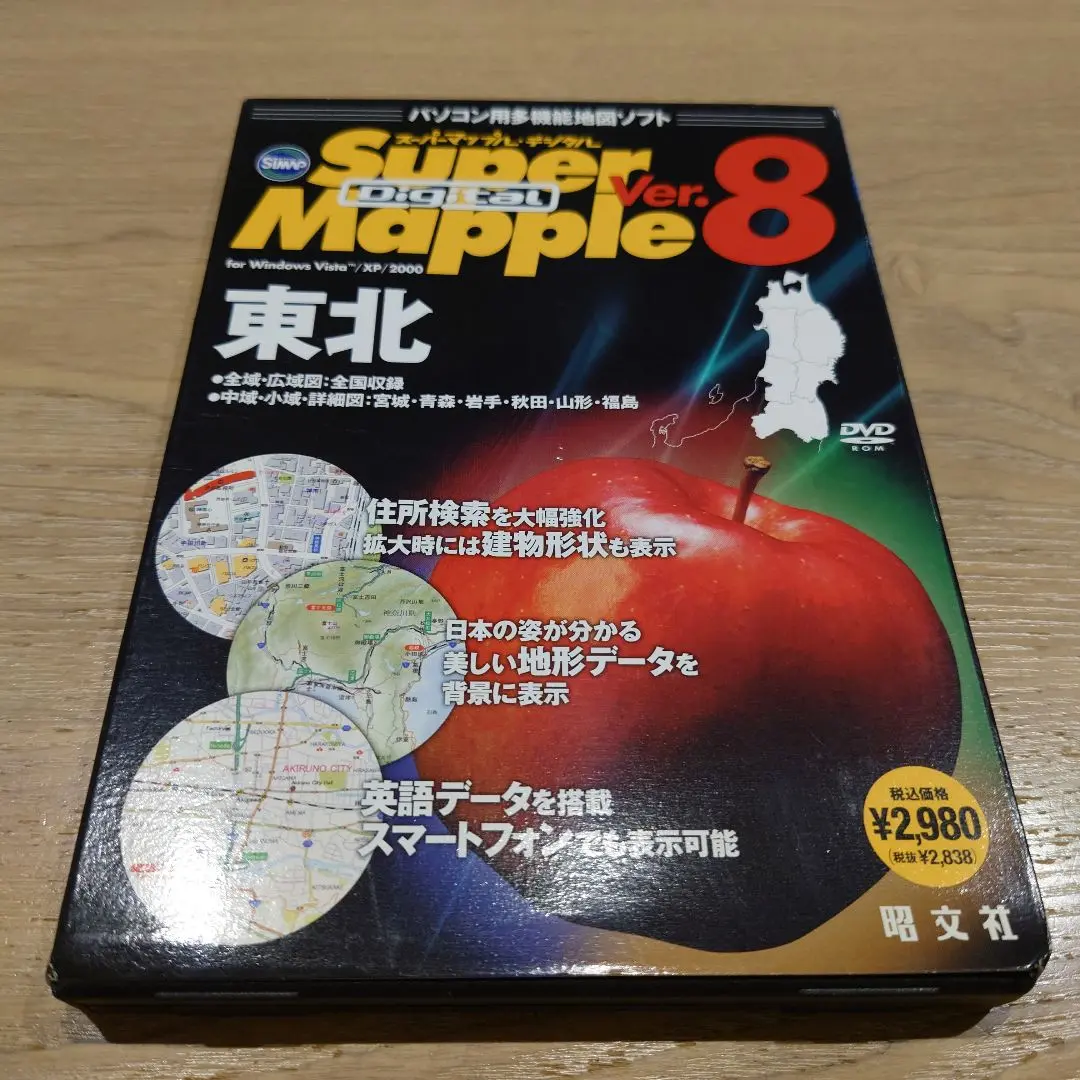 パソコン用多機能地図ソフト
スーパーマップル・デジタル
SiMAP
Super
Digital
Mapple
Ver.8
for Windows Vista™/XP/2000
東北
●全域・広域図：全国収録
●中域・小域・詳細図：宮城・青森・岩手・秋田・山形・福島
DVD
ROM
住所検索を大幅強化
拡大時には建物形状も表示
日本の姿が分かる
美しい地形データを
背景に表示
神奈川県
AKIRUNO CITY
英語データを搭載
スマートフォンでも表示可能
税込価格
¥2,980
(税抜¥2,838)
昭文社